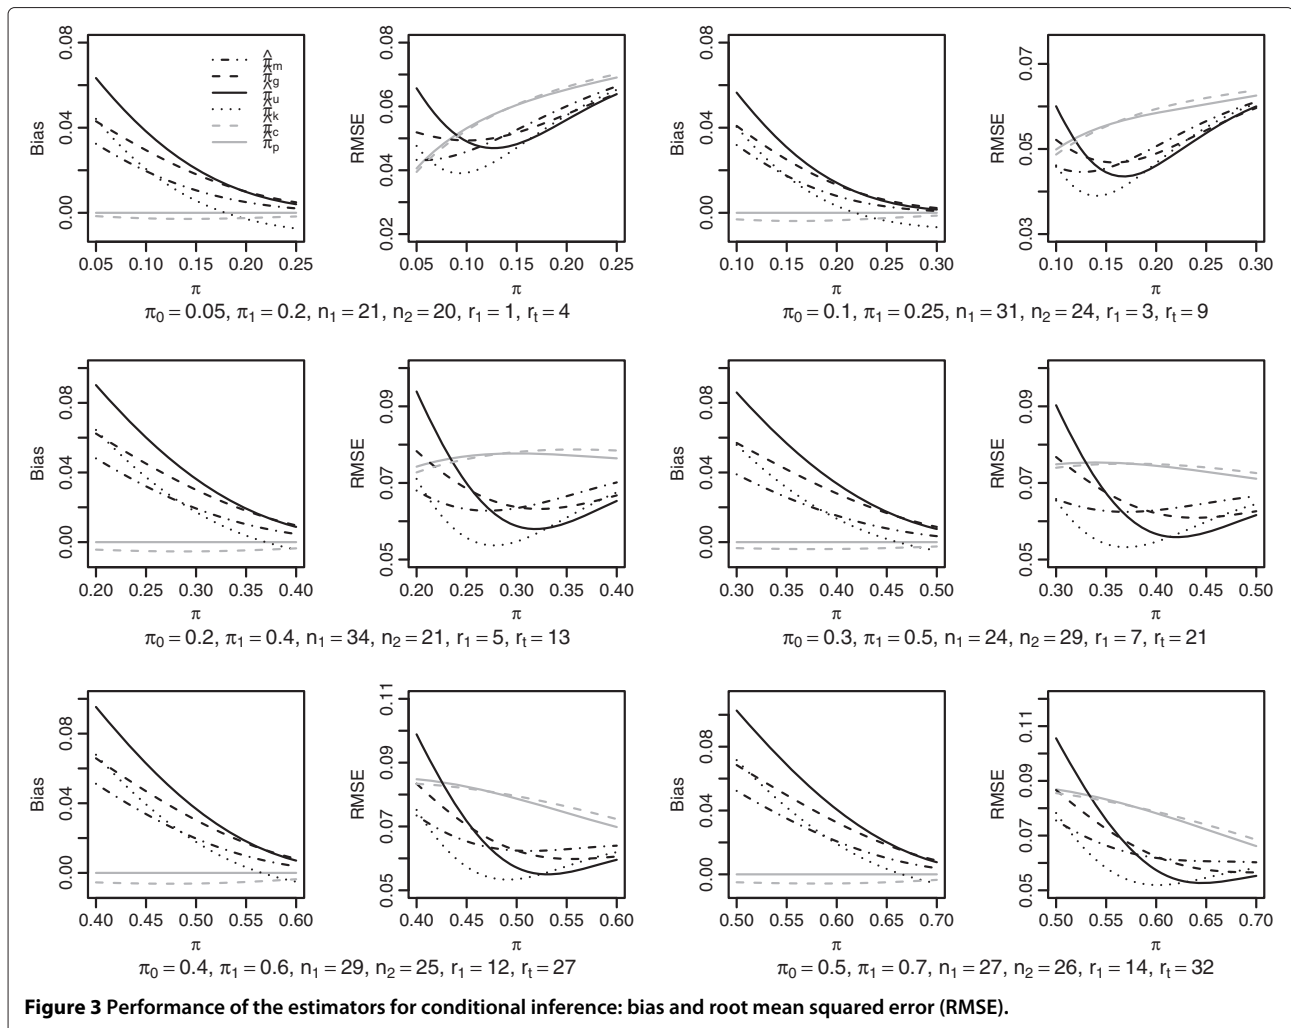 0.08
0.04
0.00
Bias
0.05 0.10 0.15 0.20 0.25
π
π̂m
π̂g
π̂u
π̂k
π̂c
π̂p
0.08
0.06
0.04
0.02
RMSE
0.05 0.10 0.15 0.20 0.25
π
π0 = 0.05, π1 = 0.2, n1 = 21, n2 = 20, r1 = 1, rt = 4
0.08
0.04
0.00
Bias
0.10 0.15 0.20 0.25 0.30
π
0.07
0.05
0.03
RMSE
0.10 0.15 0.20 0.25 0.30
π
π0 = 0.1, π1 = 0.25, n1 = 31, n2 = 24, r1 = 3, rt = 9
0.08
0.04
0.00
Bias
0.20 0.25 0.30 0.35 0.40
π
0.09
0.07
0.05
RMSE
0.20 0.25 0.30 0.35 0.40
π
π0 = 0.2, π1 = 0.4, n1 = 34, n2 = 21, r1 = 5, rt = 13
0.08
0.04
0.00
Bias
0.30 0.35 0.40 0.45 0.50
π
0.09
0.07
0.05
RMSE
0.30 0.35 0.40 0.45 0.50
π
π0 = 0.3, π1 = 0.5, n1 = 24, n2 = 29, r1 = 7, rt = 21
0.08
0.04
0.00
Bias
0.40 0.45 0.50 0.55 0.60
π
0.11
0.09
0.07
0.05
RMSE
0.40 0.45 0.50 0.55 0.60
π
π0 = 0.4, π1 = 0.6, n1 = 29, n2 = 25, r1 = 12, rt = 27
0.08
0.04
0.00
Bias
0.50 0.55 0.60 0.65 0.70
π
0.11
0.09
0.07
0.05
RMSE
0.50 0.55 0.60 0.65 0.70
π
π0 = 0.5, π1 = 0.7, n1 = 27, n2 = 26, r1 = 14, rt = 32
Figure 3 Performance of the estimators for conditional inference: bias and root mean squared error (RMSE).